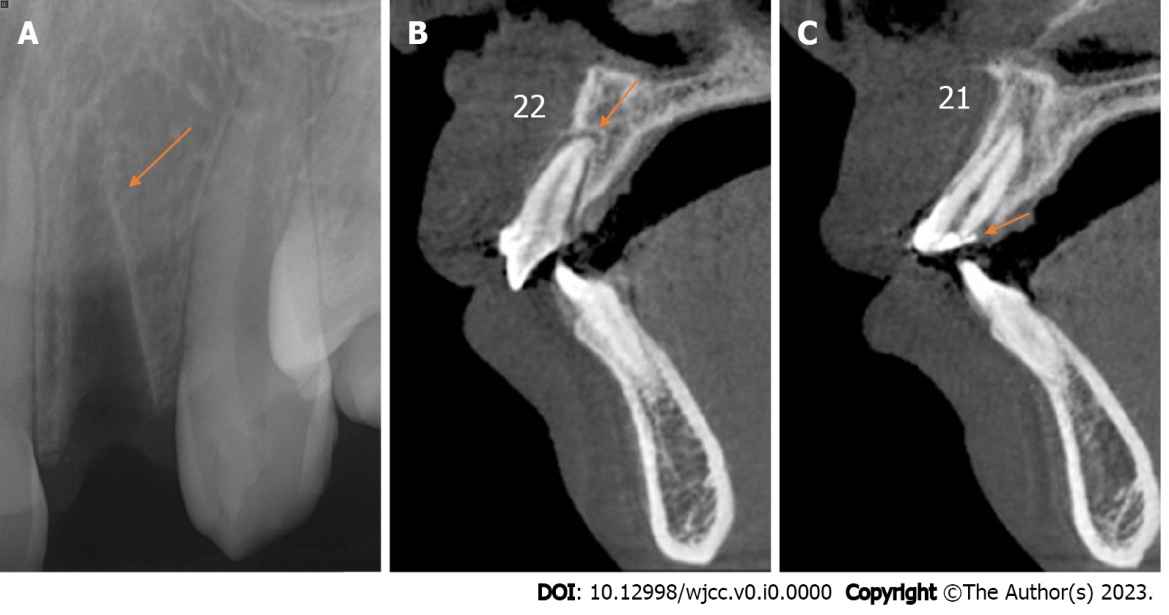 A
B
C
22
21
DOI: 10.12998/wjcc.v0.i0.0000 Copyright ©The Author(s) 2023.